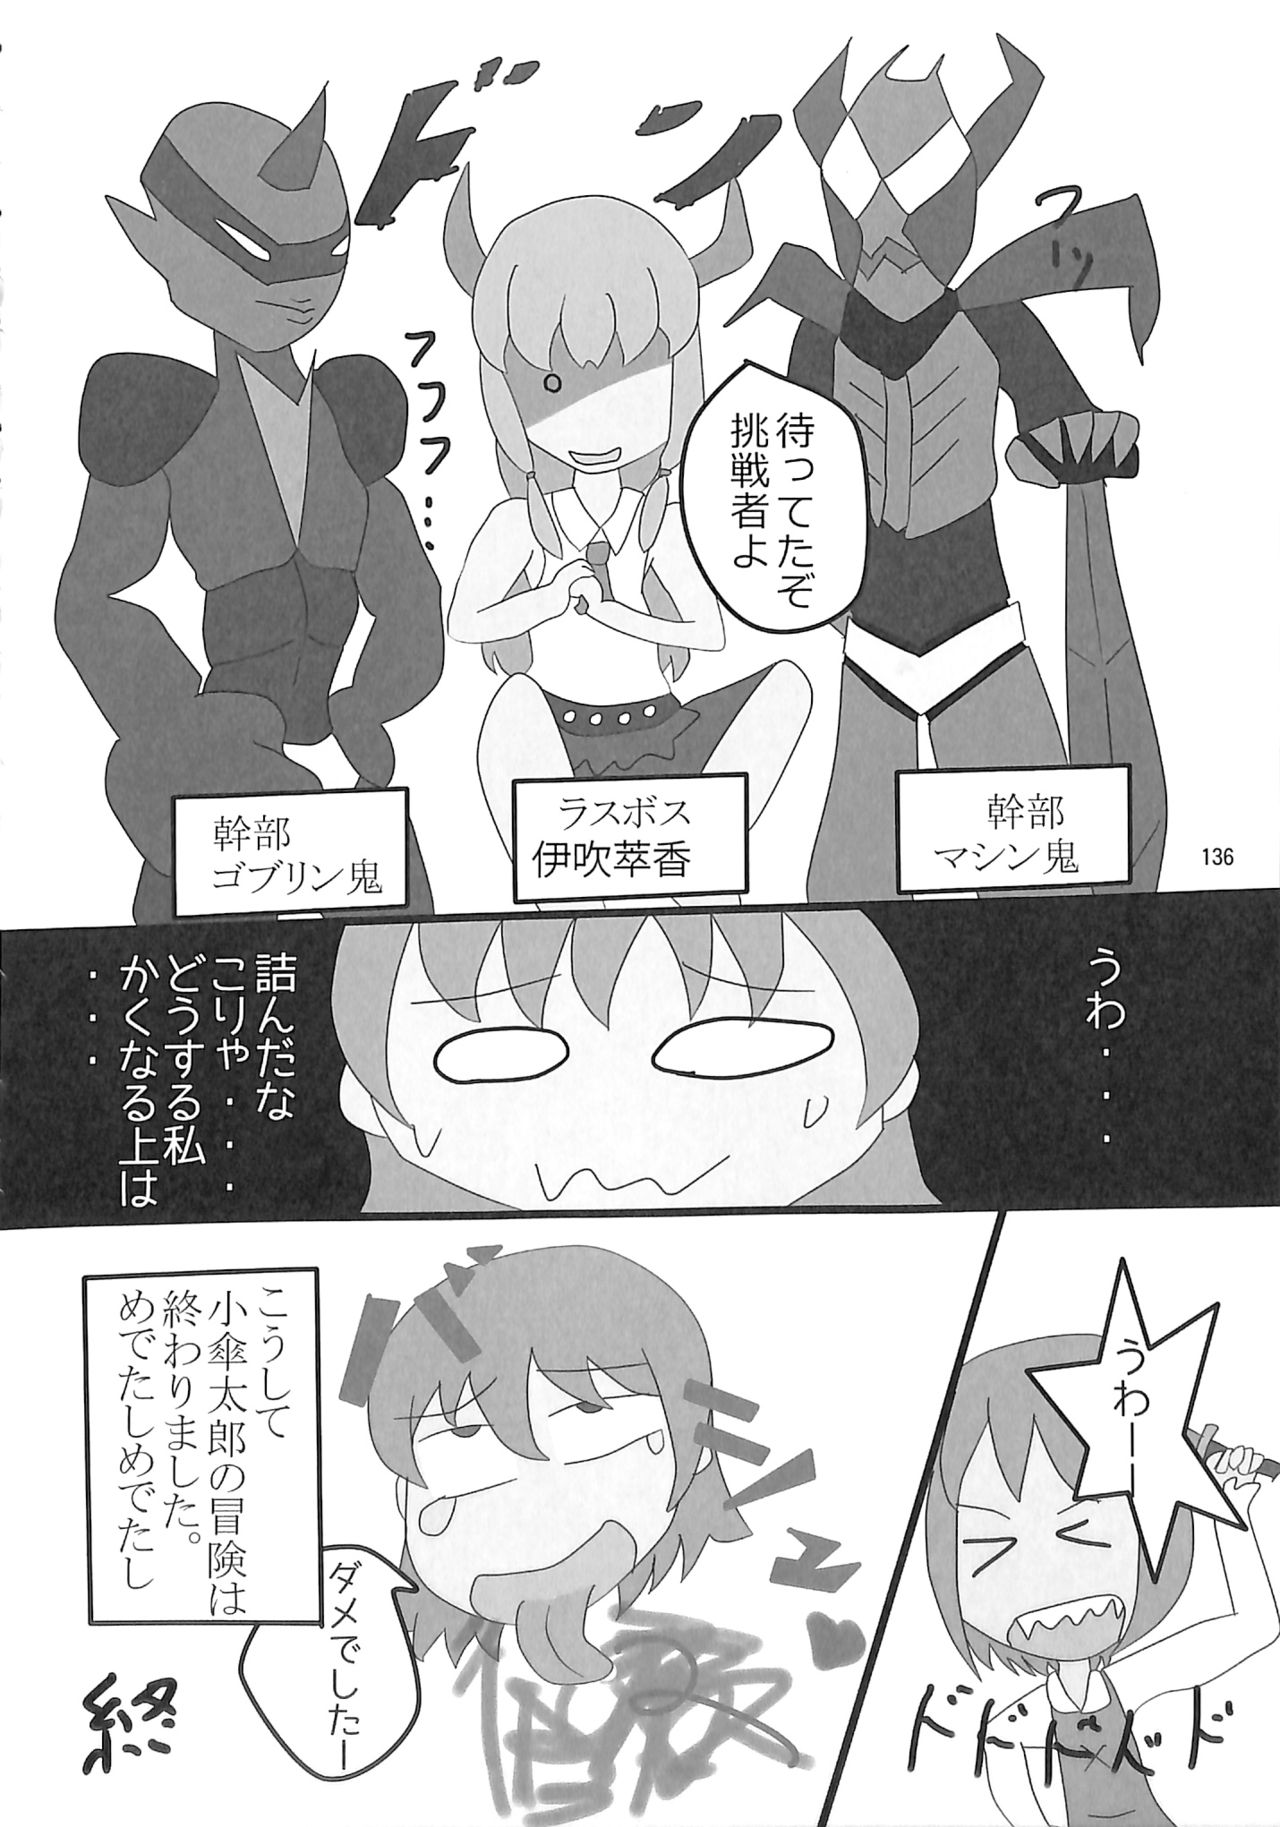 ドン
フッ
待ってたぞ
挑戦者よ
フフフ・・・・・
幹部
マシン鬼
ラスボス
伊吹萃香
幹部
ゴブリン鬼
136
うわ・・・
詰んだな
こりゃ・・・
どうする私
かくなる上は
・・・
うわーー
ドドドドド
こうして
小傘太郎の冒険は
終わりました。
めでたしめでたし
ダメでしたー
終